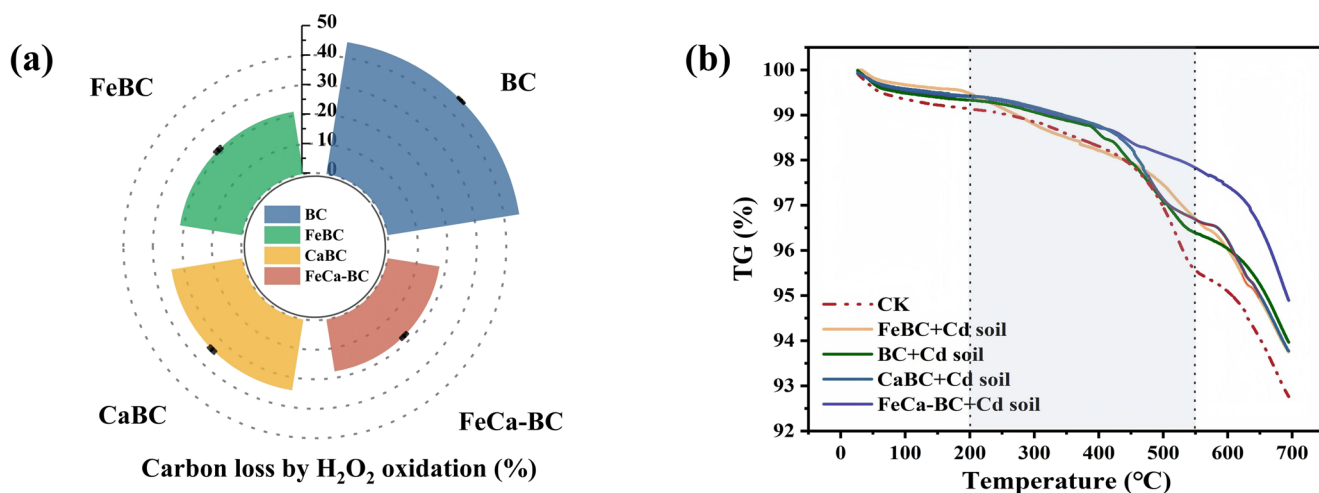 (a)
50
40
30
20
10
0
FeBC
BC
BC
FeBC
CaBC
FeCa-BC
CaBC
FeCa-BC
Carbon loss by H₂O₂ oxidation (%)
(b)
100
99
98
97
96
95
94
93
92
TG (%)
CK
FeBC+Cd soil
BC+Cd soil
CaBC+Cd soil
FeCa-BC+Cd soil
0 100 200 300 400 500 600 700
Temperature (°C)